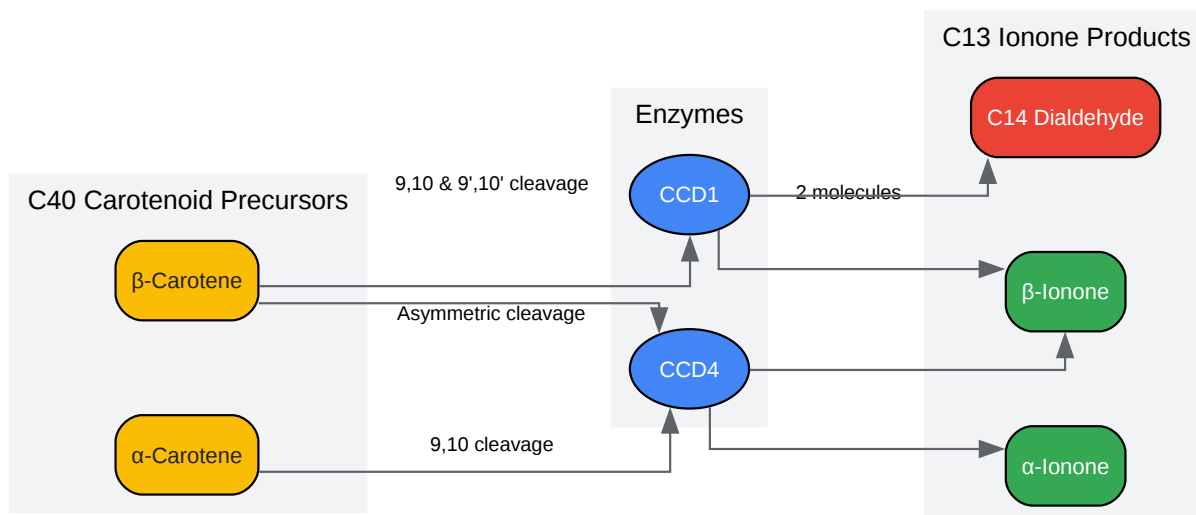 C13 Ionone Products
C14 Dialdehyde
Enzymes
9,10 & 9',10' cleavage
CCD1
2 molecules
C40 Carotenoid Precursors
β-Carotene
β-Ionone
Asymmetric cleavage
CCD4
9,10 cleavage
α-Carotene
α-Ionone